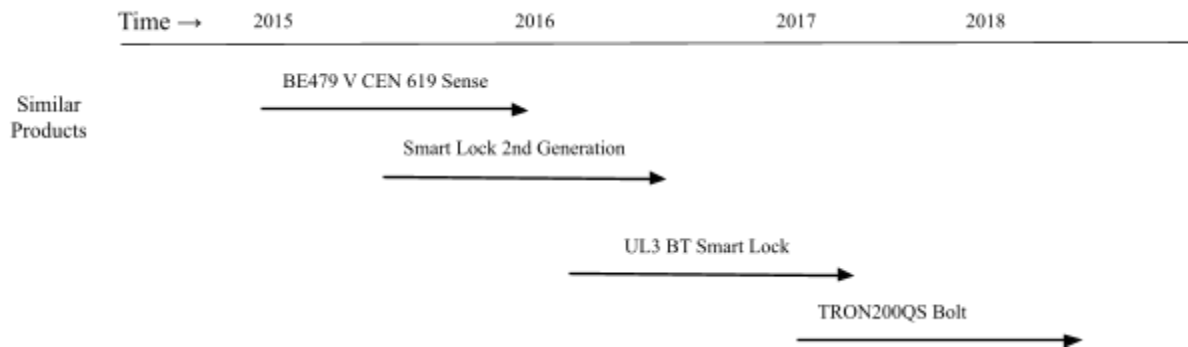 Time → 2015 2016 2017 2018
BE479 V CEN 619 Sense
Similar
Products
Smart Lock 2nd Generation
UL3 BT Smart Lock
TRON200QS Bolt